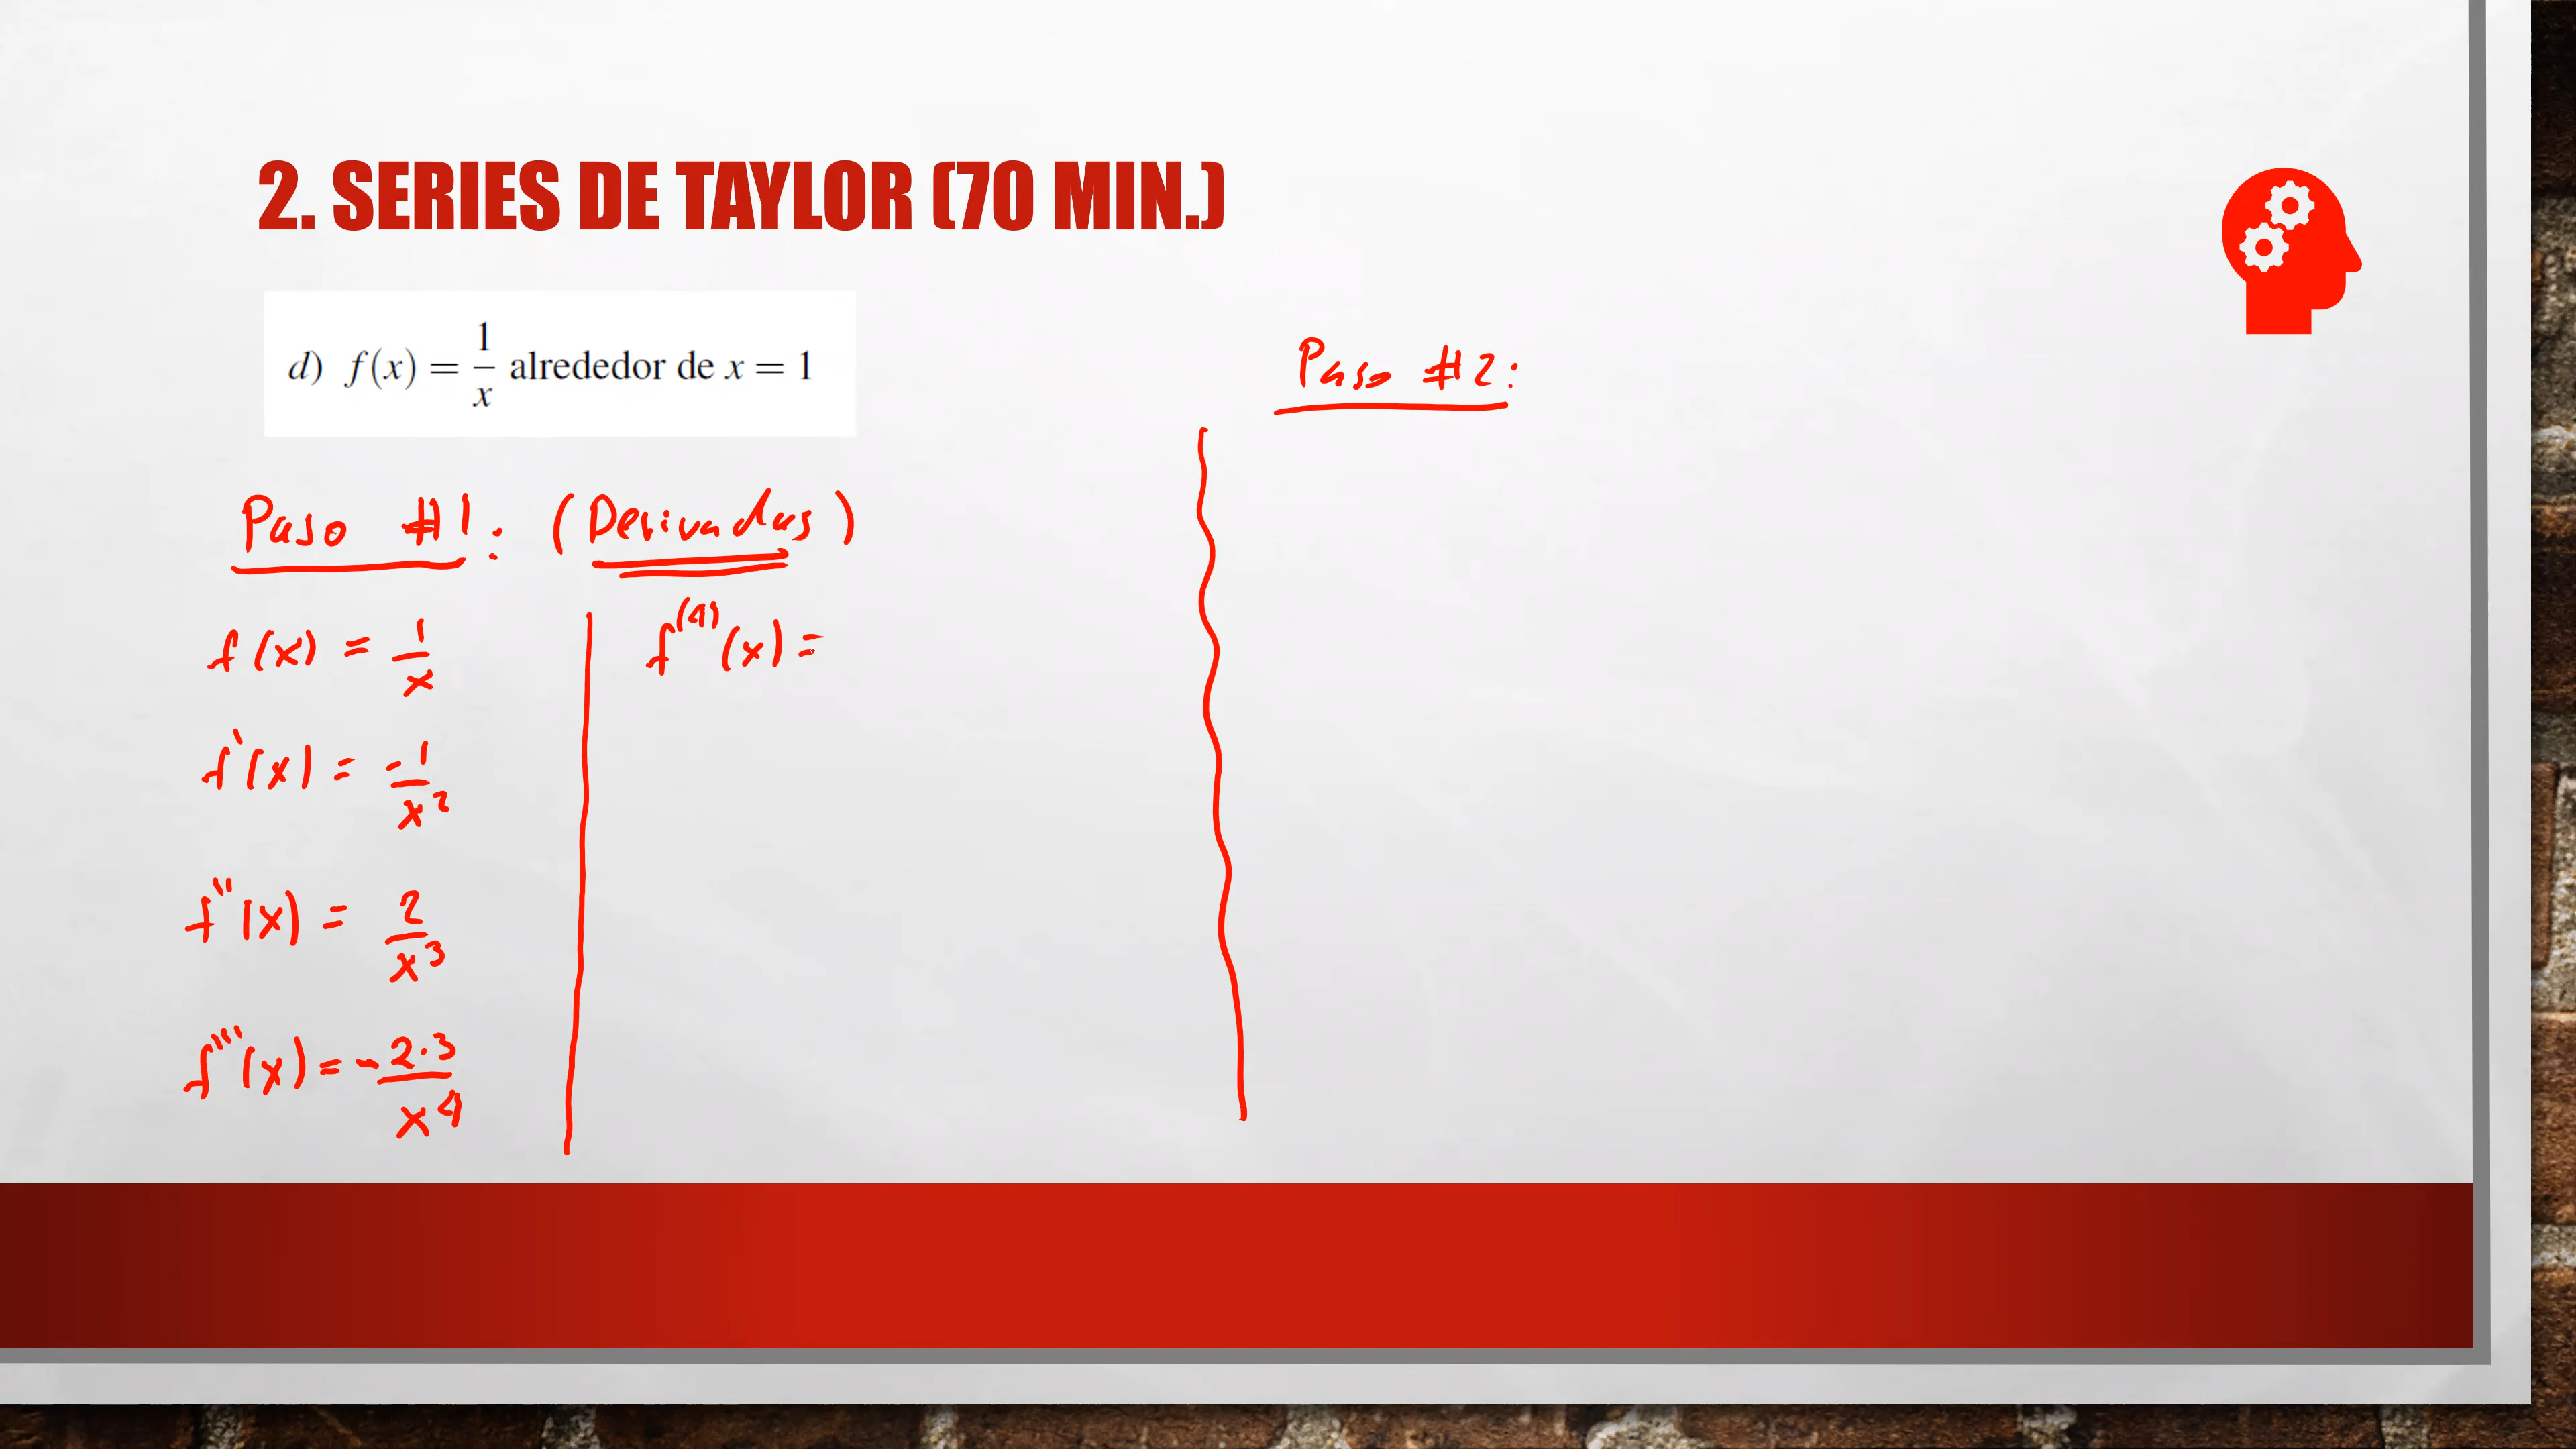 2. SERIES DE TAYLOR (70 MIN.)
d) f(x) = 1/x alrededor de x = 1
Paso #1: (Derivadas)
f(x) = 1/x
f'(x) = -1/x²
f''(x) = 2/x³
f'''(x) = - 2·3/x⁴
f⁽⁴⁾(x) =
Paso #2: